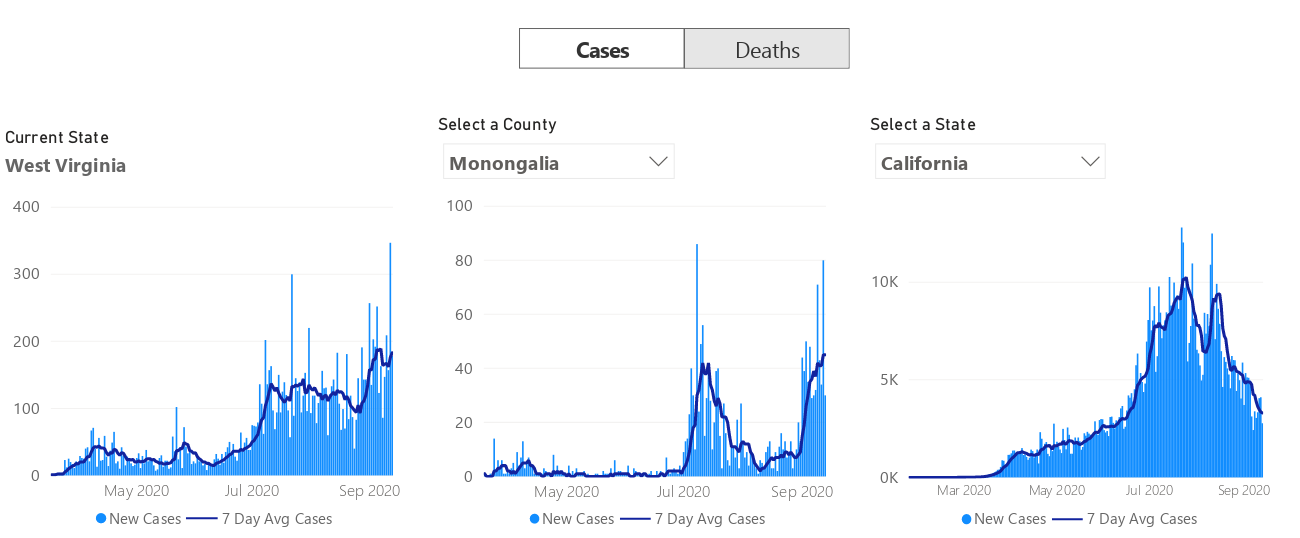 Cases Deaths
Current State
West Virginia
400
300
200
100
0
May 2020 Jul 2020 Sep 2020
New Cases 7 Day Avg Cases
Select a County
Monongalia
100
80
60
40
20
0
May 2020 Jul 2020 Sep 2020
New Cases 7 Day Avg Cases
Select a State
California
10K
5K
0K
Mar 2020 May 2020 Jul 2020 Sep 2020
New Cases 7 Day Avg Cases